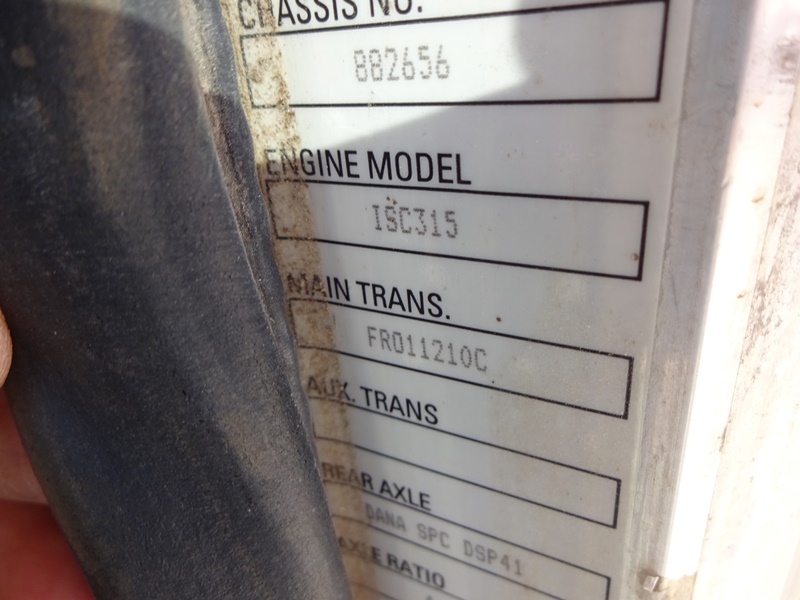 CHASSIS NO.
882656
ENGINE MODEL
ISC315
MAIN TRANS.
FRO11210C
AUX. TRANS
REAR AXLE
DANA SPC DSP41
AXLE RATIO